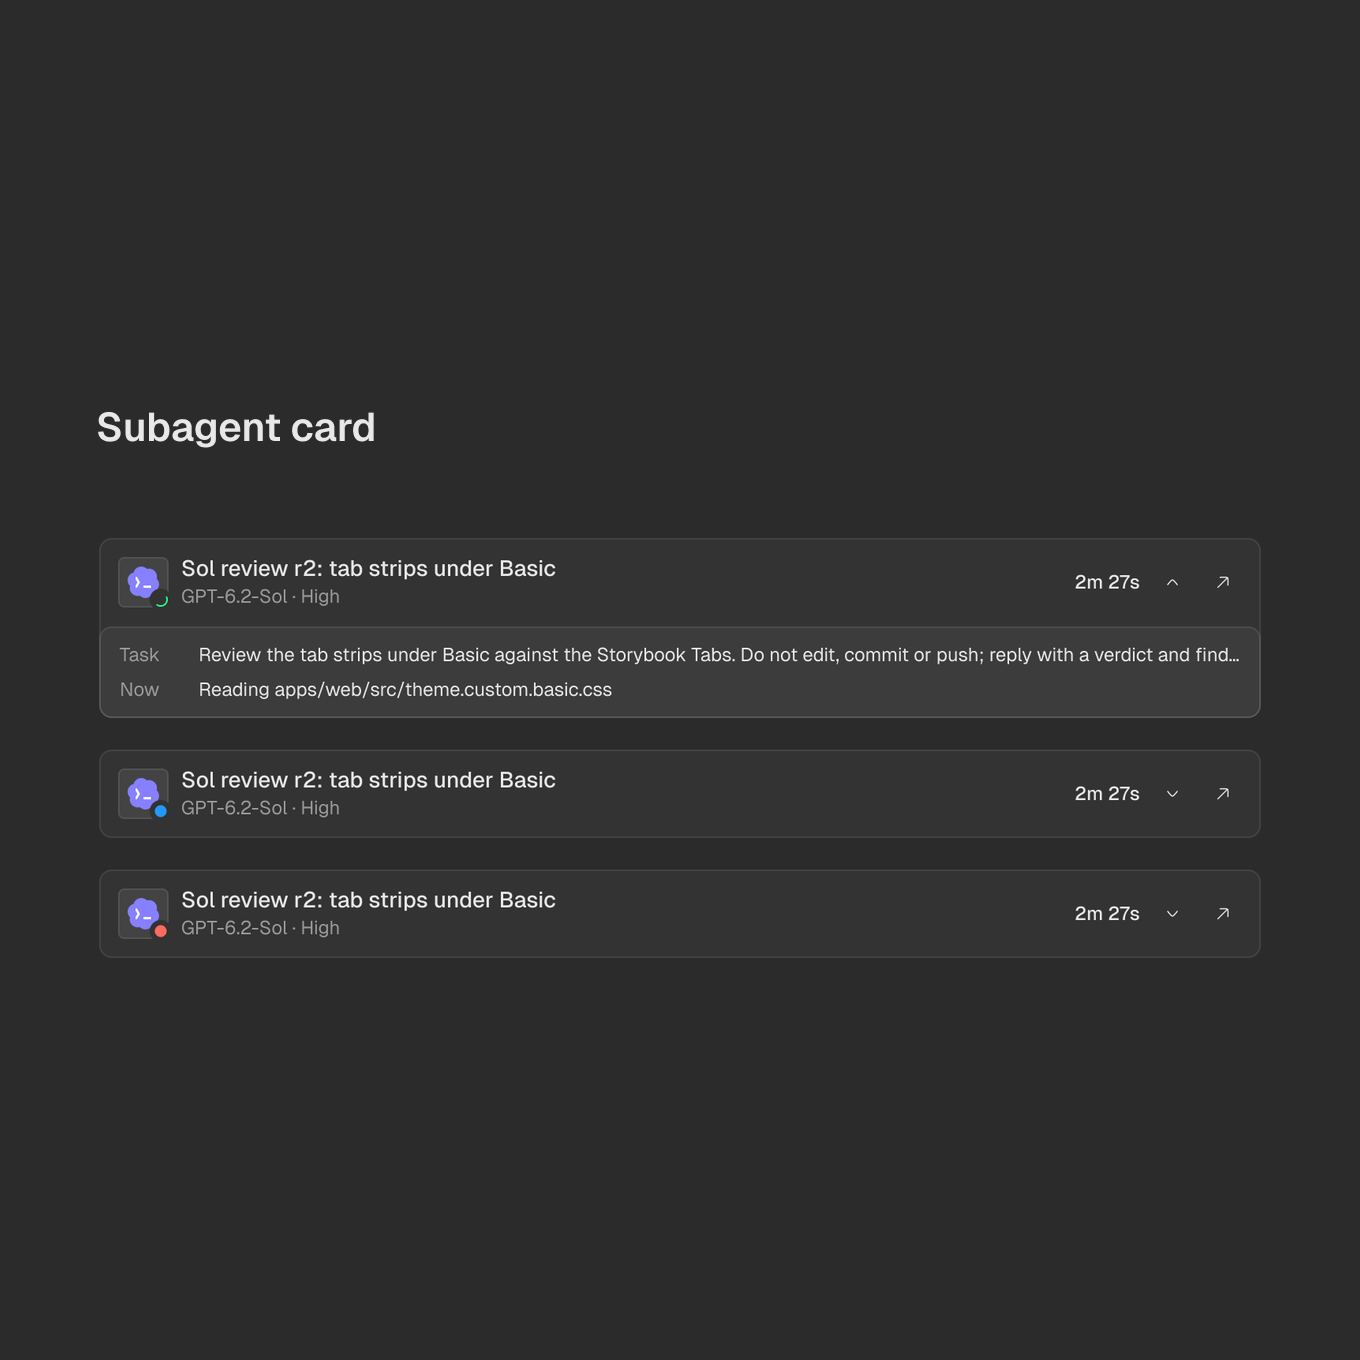 Subagent card
Sol review r2: tab strips under Basic
GPT-6.2-Sol · High
2m 27s
Task Review the tab strips under Basic against the Storybook Tabs. Do not edit, commit or push; reply with a verdict and find...
Now Reading apps/web/src/theme.custom.basic.css
Sol review r2: tab strips under Basic
GPT-6.2-Sol · High
2m 27s
Sol review r2: tab strips under Basic
GPT-6.2-Sol · High
2m 27s